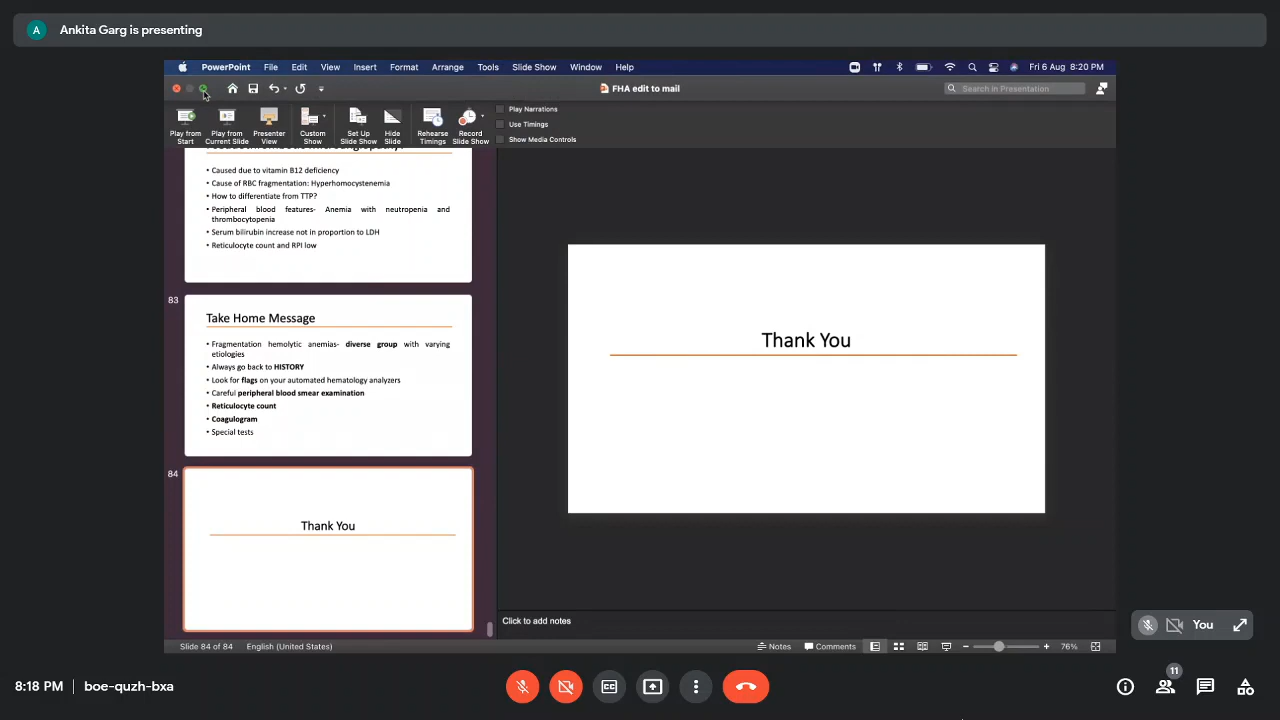 A Ankita Garg is presenting
PowerPoint File Edit View Insert Format Arrange Tools Slide Show Window Help Fri 6 Aug 8:20 PM
FHA edit to mail
Search in Presentation
Play from Start
Play from Current Slide
Presenter View
Custom Show
Set Up Slide Show
Hide Slide
Rehearse Timings
Record Slide Show
Play Narrations
Use Timings
Show Media Controls
• Caused due to vitamin B12 deficiency
• Cause of RBC fragmentation: Hyperhomocystenemia
• How to differentiate from TTP?
• Peripheral blood features- Anemia with neutropenia and
thrombocytopenia
• Serum bilirubin increase not in proportion to LDH
• Reticulocyte count and RPI low
83
Take Home Message
• Fragmentation hemolytic anemias- diverse group with varying
etiologies
• Always go back to HISTORY
• Look for flags on your automated hematology analyzers
• Careful peripheral blood smear examination
• Reticulocyte count
• Coagulogram
• Special tests
84
Thank You
Thank You
Click to add notes
Slide 84 of 84 English (United States) Notes Comments 76%
You
8:18 PM boe-quzh-bxa
CC
11